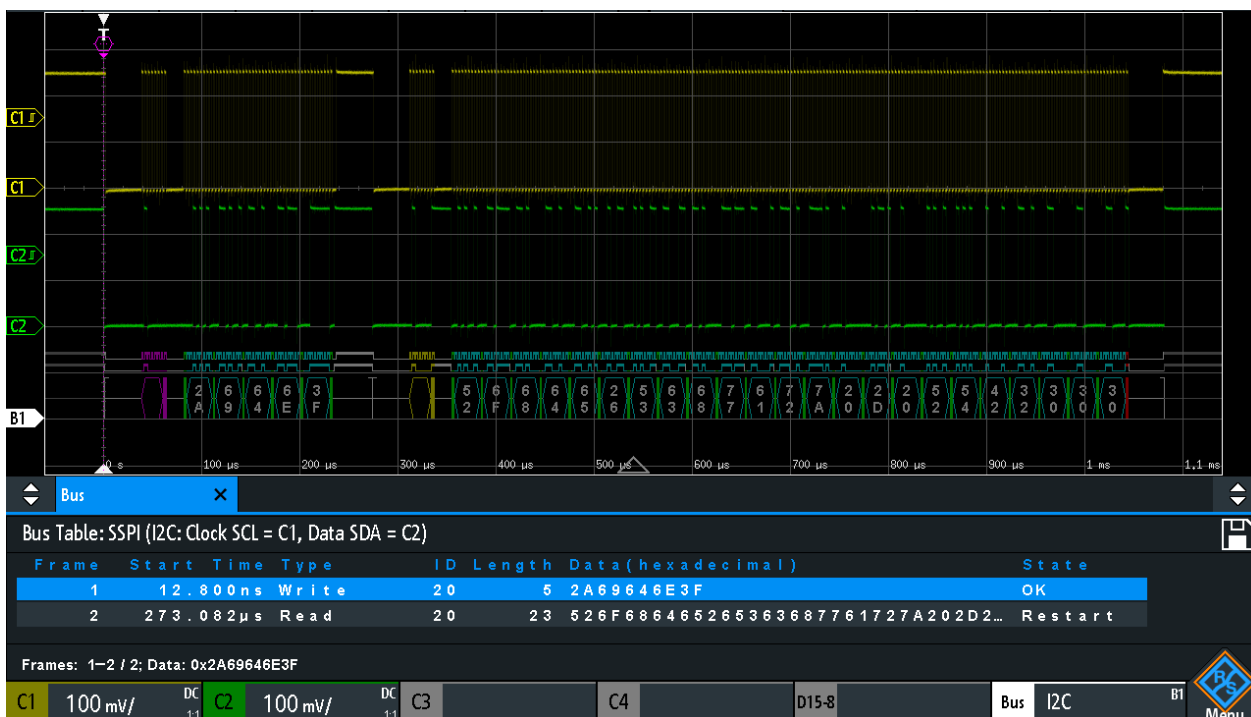 T
C1
C1
C2
C2
2 6 6 6 3 5 6 6 6 6 2 5 6 6 7 6 7 7 2 2 2 5 5 4 3 3 3 3
A 9 4 E F 2 F 8 4 5 6 3 3 8 7 1 2 A 0 D 0 2 4 2 2 0 0 0
B1
0 s 100 µs 200 µs 300 µs 400 µs 500 µs 600 µs 700 µs 800 µs 900 µs 1 ms 1,1 ms
Bus ×
Bus Table: SSPI (I2C: Clock SCL = C1, Data SDA = C2)
Frame Start Time Type ID Length Data(hexadecimal) State
1 12.800ns Write 20 5 2A69646E3F OK
2 273.082µs Read 20 23 526F686465265363687761727A202D2… Restart
Frames: 1–2 / 2; Data: 0x2A69646E3F
C1 100 mV/ DC 1:1 C2 100 mV/ DC 1:1 C3 C4 D15-8 Bus I2C B1 R&S Menu